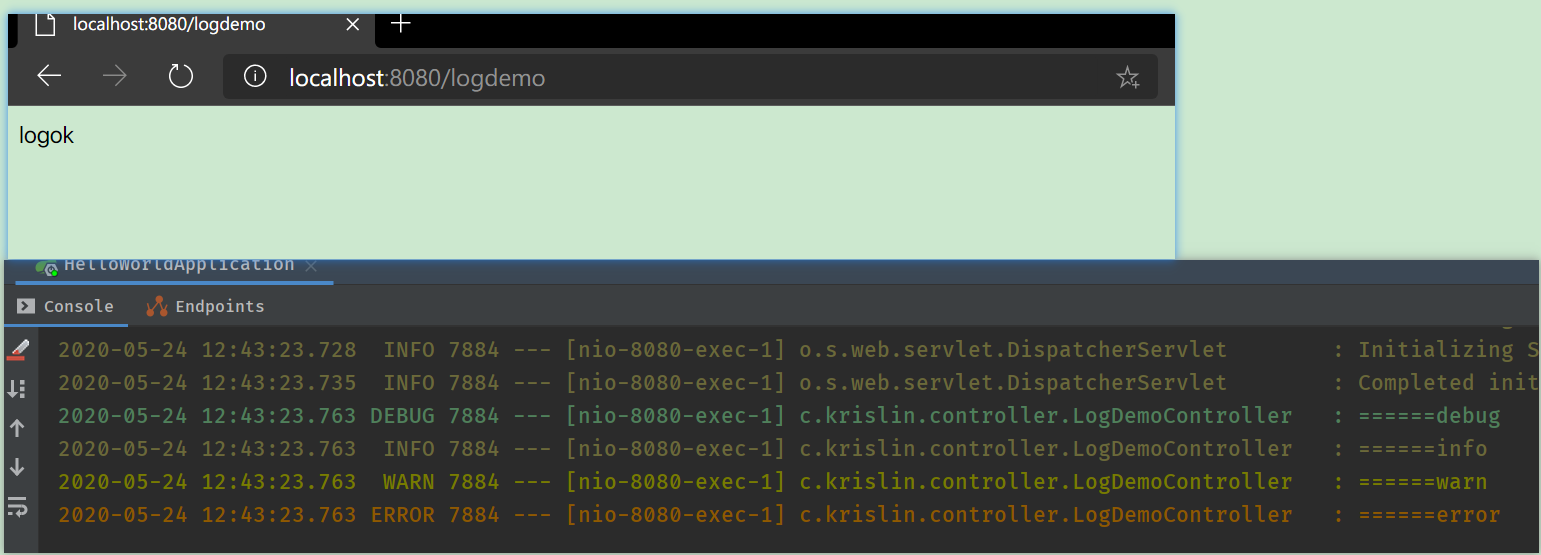 localhost:8080/logdemo
localhost:8080/logdemo
logok
HelloWorldApplication
Console Endpoints
2020-05-24 12:43:23.728  INFO 7884 --- [nio-8080-exec-1] o.s.web.servlet.DispatcherServlet        : Initializing S
2020-05-24 12:43:23.735  INFO 7884 --- [nio-8080-exec-1] o.s.web.servlet.DispatcherServlet        : Completed init
2020-05-24 12:43:23.763 DEBUG 7884 --- [nio-8080-exec-1] c.krislin.controller.LogDemoController   : ======debug
2020-05-24 12:43:23.763  INFO 7884 --- [nio-8080-exec-1] c.krislin.controller.LogDemoController   : ======info
2020-05-24 12:43:23.763  WARN 7884 --- [nio-8080-exec-1] c.krislin.controller.LogDemoController   : ======warn
2020-05-24 12:43:23.763 ERROR 7884 --- [nio-8080-exec-1] c.krislin.controller.LogDemoController   : ======error